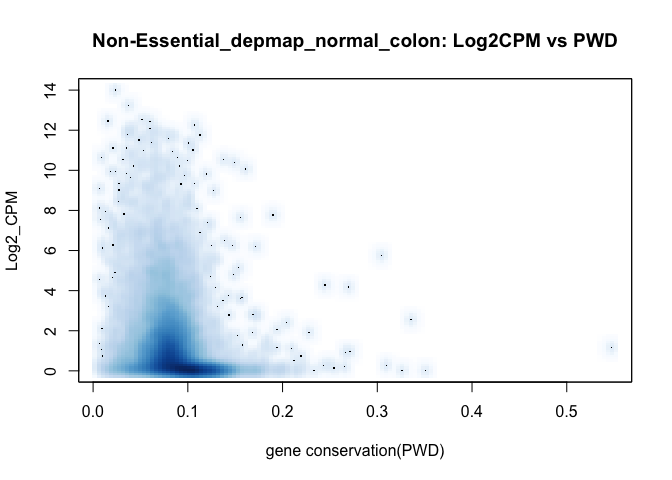 Non-Essential_depmap_normal_colon: Log2CPM vs PWD
Log2_CPM
14
12
10
8
6
4
2
0
0.0 0.1 0.2 0.3 0.4 0.5
gene conservation(PWD)